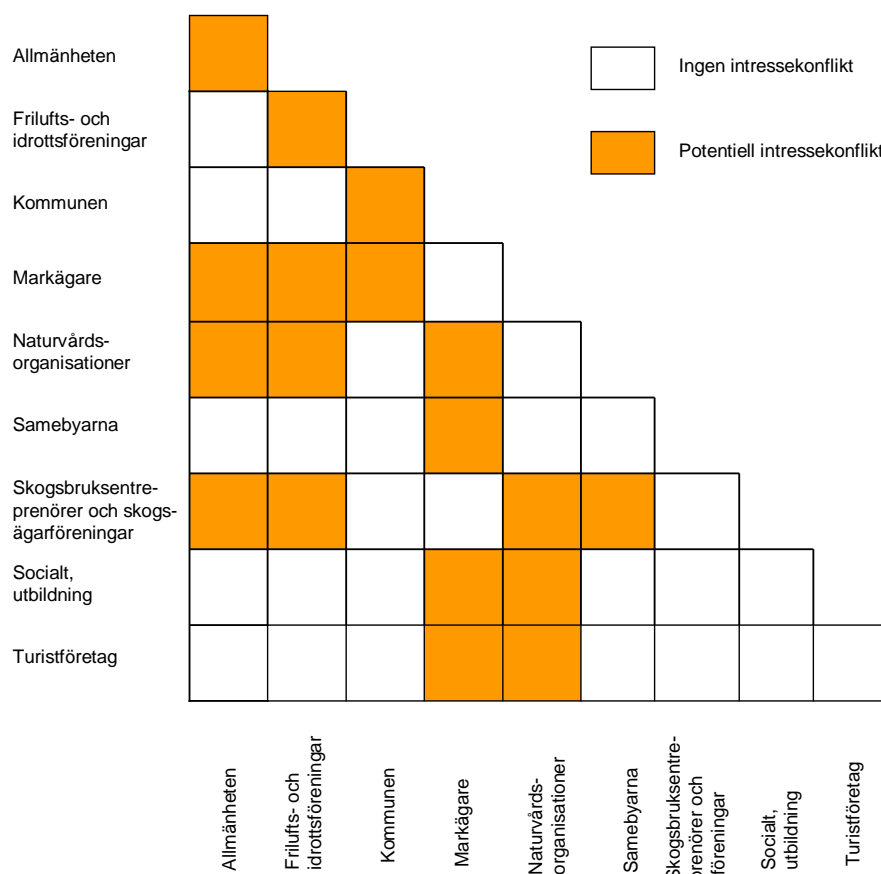 Allmänheten
Ingen intressekonflikt
Frilufts- och
idrottsföreningar
Potentiell intressekonflikt
Kommunen
Markägare
Naturvårds-
organisationer
Samebyarna
Skogsbruksentre-
prenörer och skogs-
ägarföreningar
Socialt,
utbildning
Turistföretag
Allmänheten
Frilufts- och
idrottsföreningar
Kommunen
Markägare
Naturvårds-
organisationer
Samebyarna
Skogsbruksentre-
prenörer och
föreningar
Socialt,
utbildning
Turistföretag